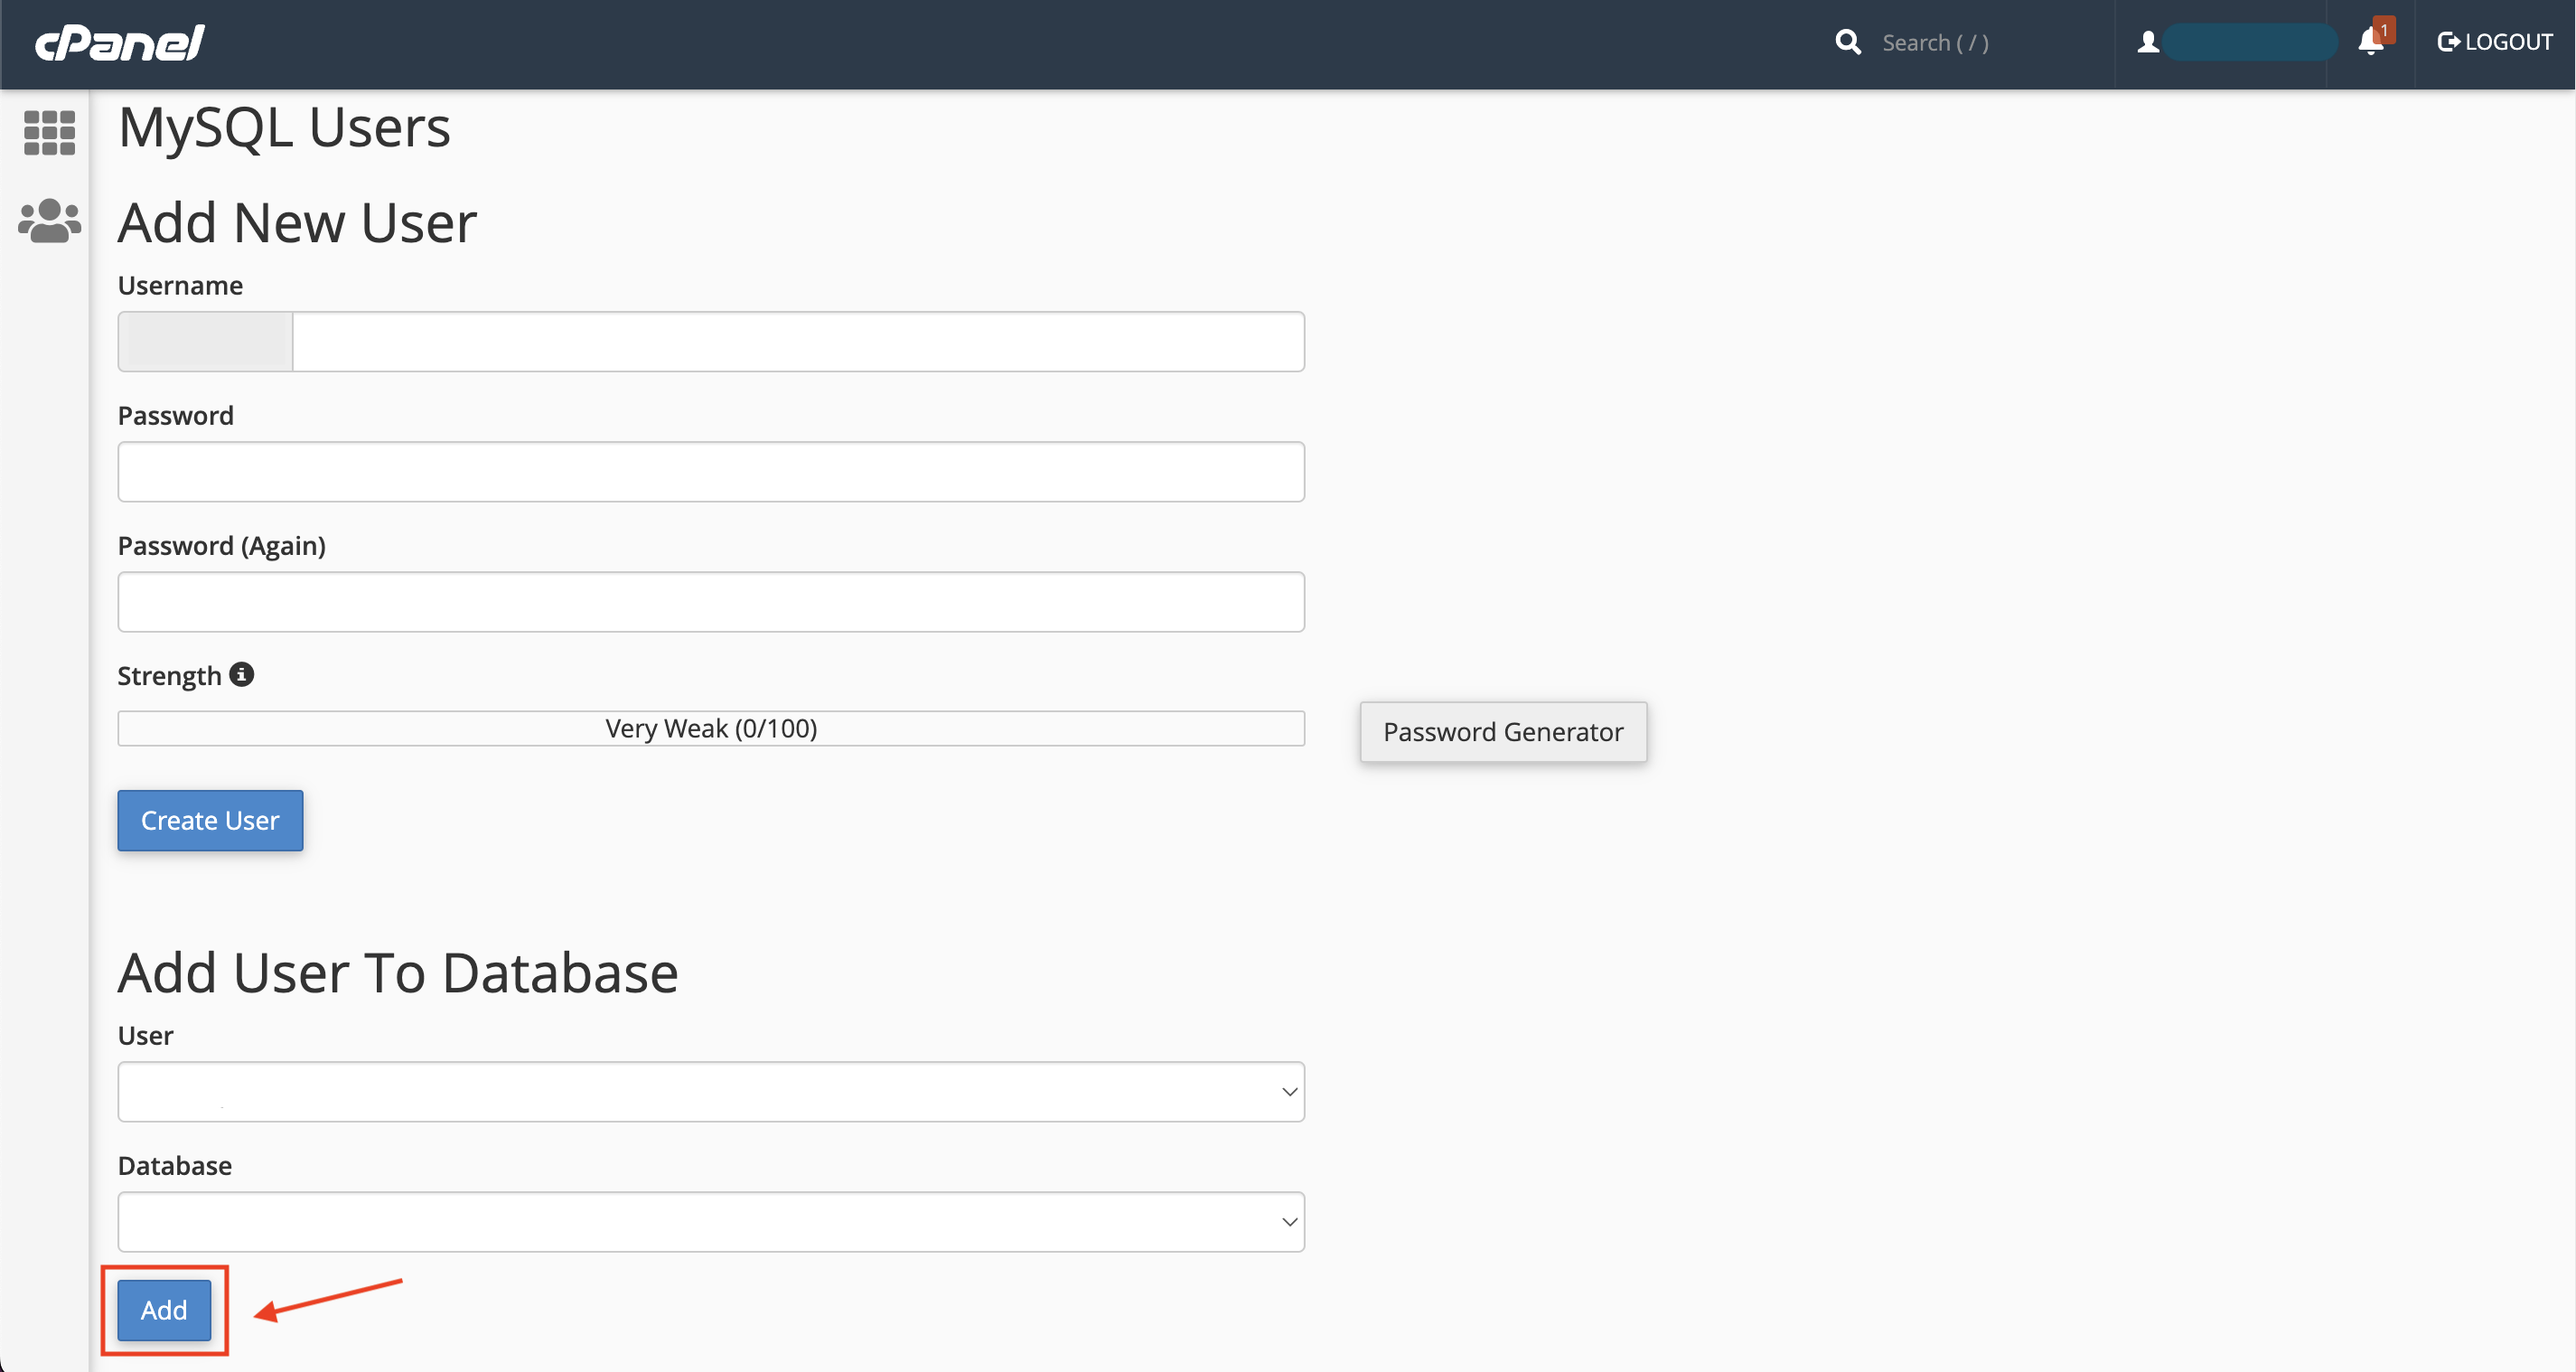 cPanel
Search ( / )
1
LOGOUT
MySQL Users
Add New User
Username
Password
Password (Again)
Strength
Very Weak (0/100)
Password Generator
Create User
Add User To Database
User
Database
Add